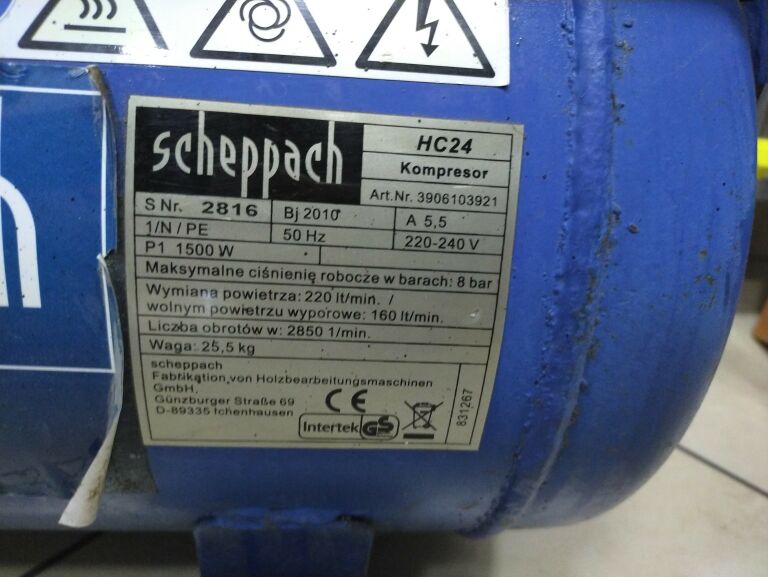 scheppach
HC24
Kompresor
Art.Nr. 3906103921
S Nr. 2816 Bj 2010 A 5,5
1/N / PE 50 Hz 220-240 V
P1 1500 W
Maksymalne ciśnienię robocze w barach: 8 bar
Wymiana powietrza: 220 lt/min. /
wolnym powietrzu wyporowe: 160 lt/min.
Liczba obrotów w: 2850 1/min.
Waga: 25,5 kg
scheppach
Fabrikation von Holzbearbeitungsmaschinen
GmbH.
Günzburger Straße 69
D-89335 Ichenhausen
CE
Intertek GS
831267